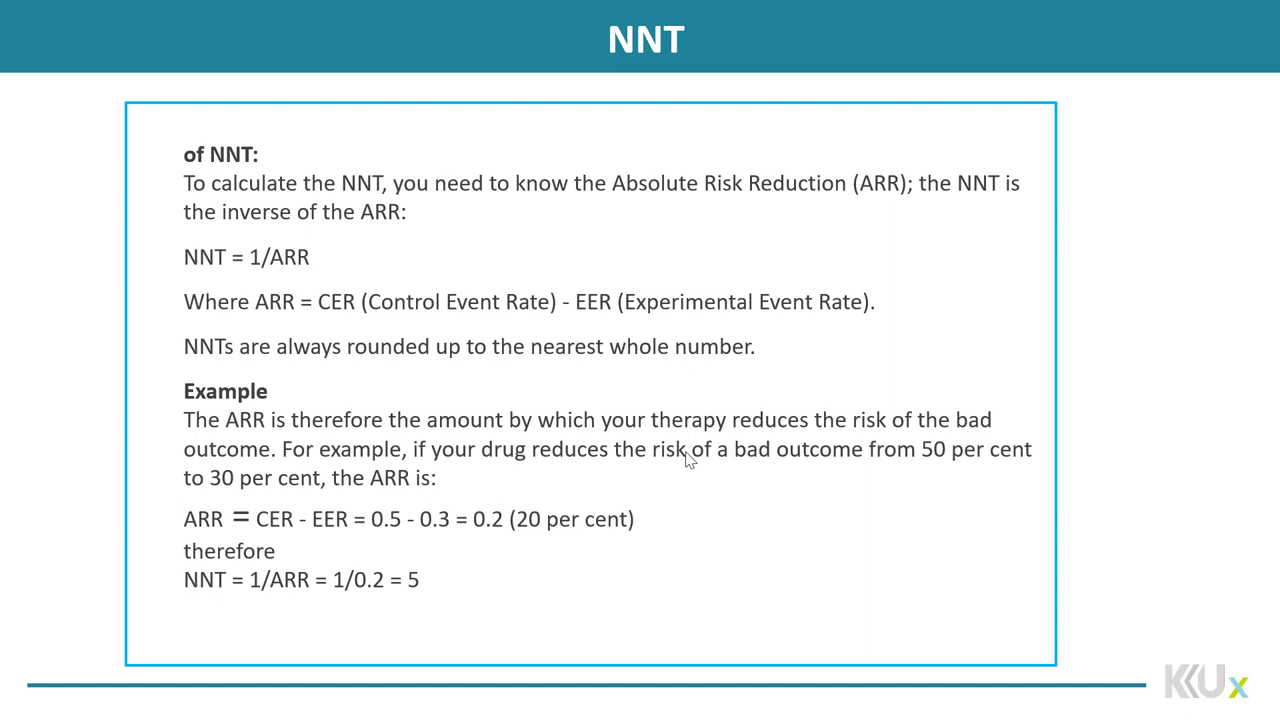 NNT
of NNT:
To calculate the NNT, you need to know the Absolute Risk Reduction (ARR); the NNT is
the inverse of the ARR:
NNT = 1/ARR
Where ARR = CER (Control Event Rate) - EER (Experimental Event Rate).
NNTs are always rounded up to the nearest whole number.
Example
The ARR is therefore the amount by which your therapy reduces the risk of the bad
outcome. For example, if your drug reduces the risk of a bad outcome from 50 per cent
to 30 per cent, the ARR is:
ARR = CER - EER = 0.5 - 0.3 = 0.2 (20 per cent)
therefore
NNT = 1/ARR = 1/0.2 = 5
KKUx